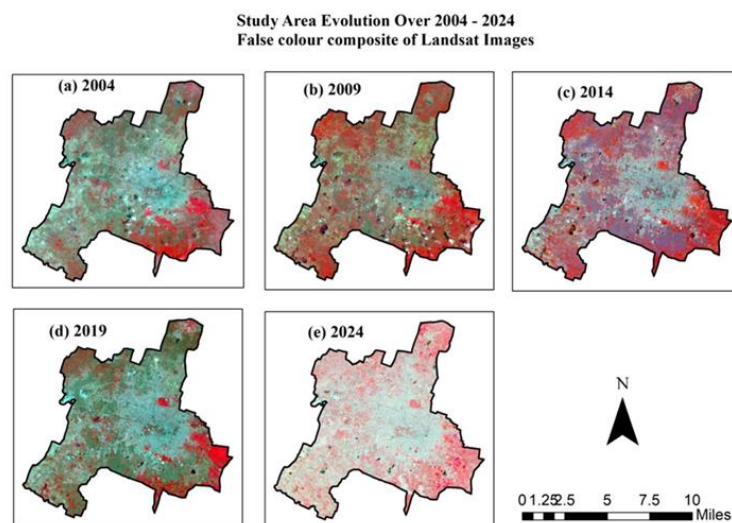 Study Area Evolution Over 2004 - 2024
False colour composite of Landsat Images
(a) 2004
(b) 2009
(c) 2014
(d) 2019
(e) 2024
N
0 1.25 2.5 5 7.5 10
Miles